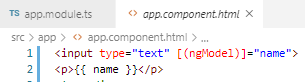 app.module.ts
app.component.html
src > app > app.component.html > ...
1 <input type="text" [(ngModel)]="name">
2 <p>{{ name }}</p>